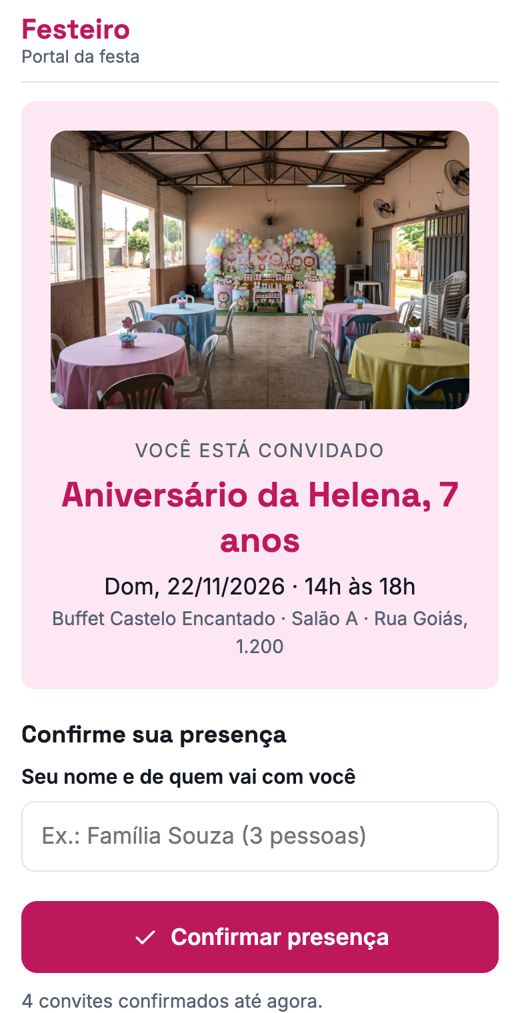 Festeiro
Portal da festa
VOCÊ ESTÁ CONVIDADO
Aniversário da Helena, 7
anos
Dom, 22/11/2026 · 14h às 18h
Buffet Castelo Encantado · Salão A · Rua Goiás,
1.200
Confirme sua presença
Seu nome e de quem vai com você
Ex.: Família Souza (3 pessoas)
Confirmar presença
4 convites confirmados até agora.